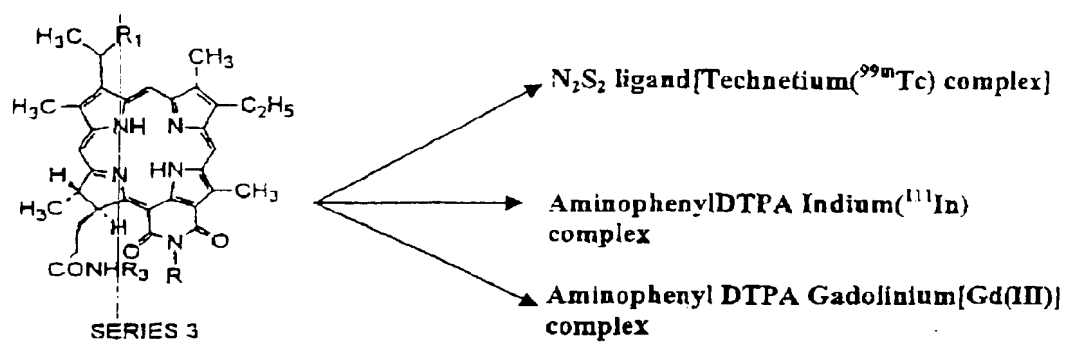 H₃C
R₁
CH₃
H₃C
C₂H₅
NH
N
N
HN
H
H₃C
CH₃
H
O
N
O
CONHR₃
R
SERIES 3
N₂S₂ ligand[Technetium(⁹⁹ᵐTc) complex]
AminophenylDTPA Indium(¹¹¹In)
complex
Aminophenyl DTPA Gadolinium[Gd(III)]
complex